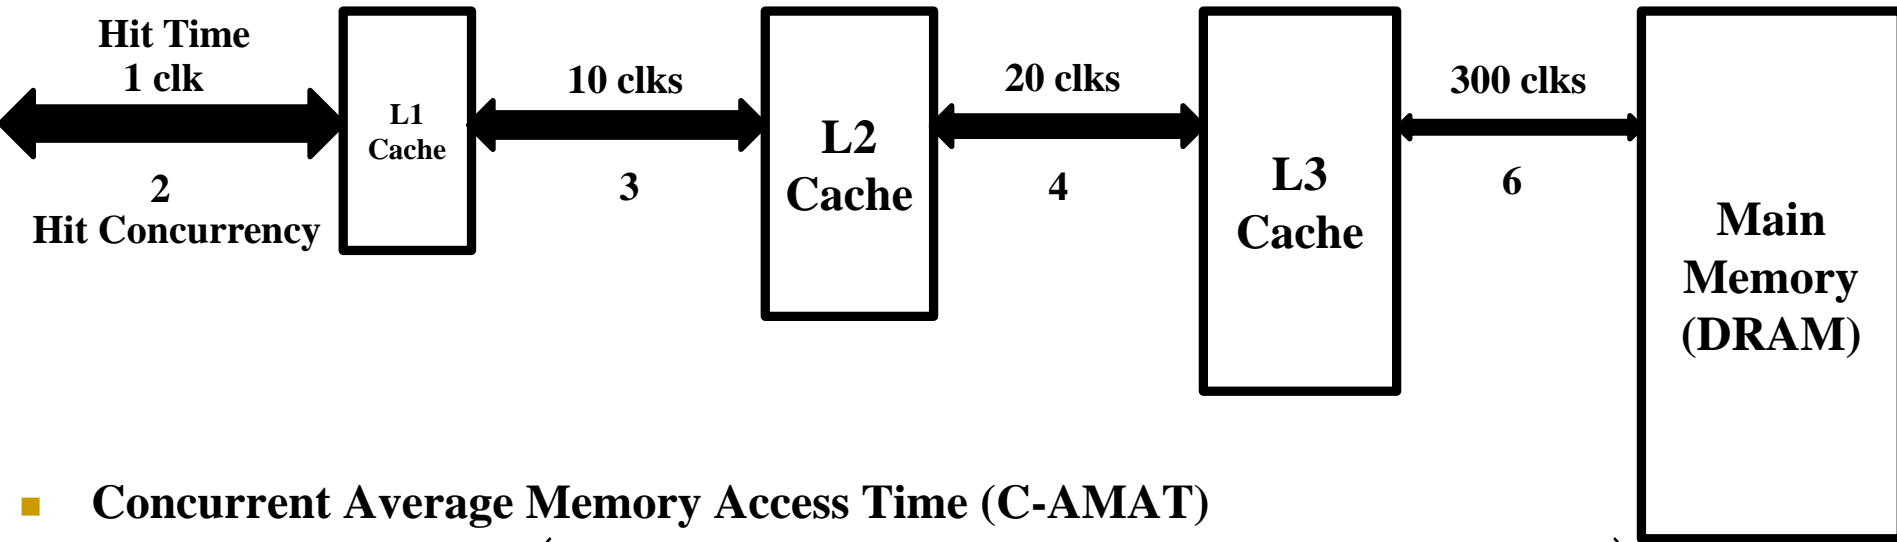 Hit Time
1 clk
2
Hit Concurrency
L1
Cache
10 clks
3
L2
Cache
20 clks
4
L3
Cache
300 clks
6
Main
Memory
(DRAM)
Concurrent Average Memory Access Time (C-AMAT)